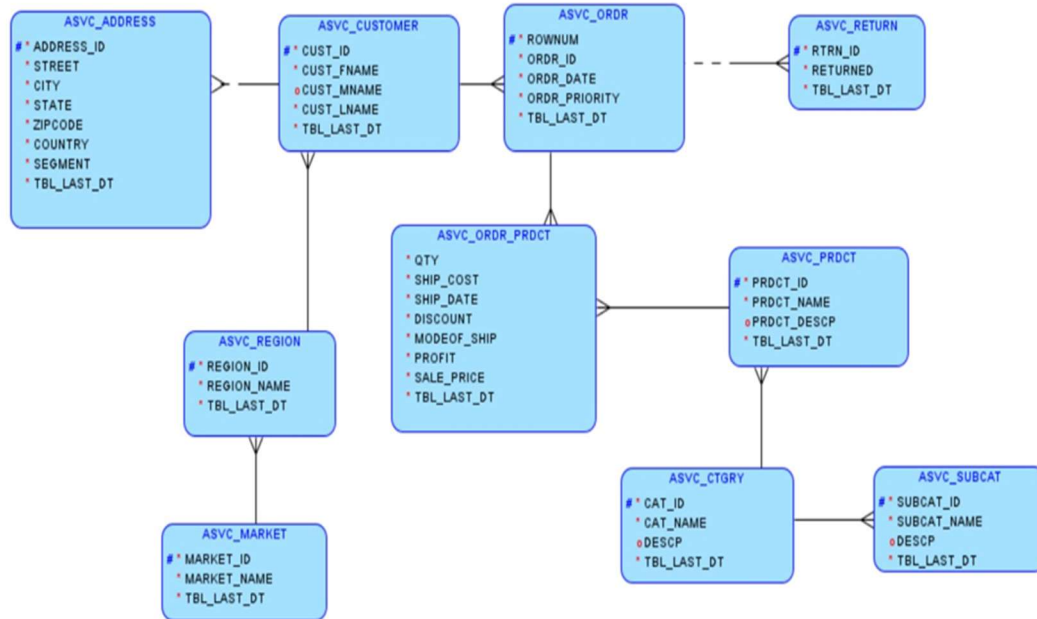 ASVC_ADDRESS
# * ADDRESS_ID
* STREET
* CITY
* STATE
* ZIPCODE
* COUNTRY
* SEGMENT
* TBL_LAST_DT
ASVC_CUSTOMER
# * CUST_ID
* CUST_FNAME
o CUST_MNAME
* CUST_LNAME
* TBL_LAST_DT
ASVC_ORDR
# * ROWNUM
* ORDR_ID
* ORDR_DATE
* ORDR_PRIORITY
* TBL_LAST_DT
ASVC_RETURN
# * RTRN_ID
* RETURNED
* TBL_LAST_DT
ASVC_ORDR_PRDCT
* QTY
* SHIP_COST
* SHIP_DATE
* DISCOUNT
* MODEOF_SHIP
* PROFIT
* SALE_PRICE
* TBL_LAST_DT
ASVC_PRDCT
# * PRDCT_ID
* PRDCT_NAME
o PRDCT_DESCP
* TBL_LAST_DT
ASVC_REGION
# * REGION_ID
* REGION_NAME
* TBL_LAST_DT
ASVC_CTGRY
# * CAT_ID
* CAT_NAME
o DESCP
* TBL_LAST_DT
ASVC_SUBCAT
# * SUBCAT_ID
* SUBCAT_NAME
o DESCP
* TBL_LAST_DT
ASVC_MARKET
# * MARKET_ID
* MARKET_NAME
* TBL_LAST_DT